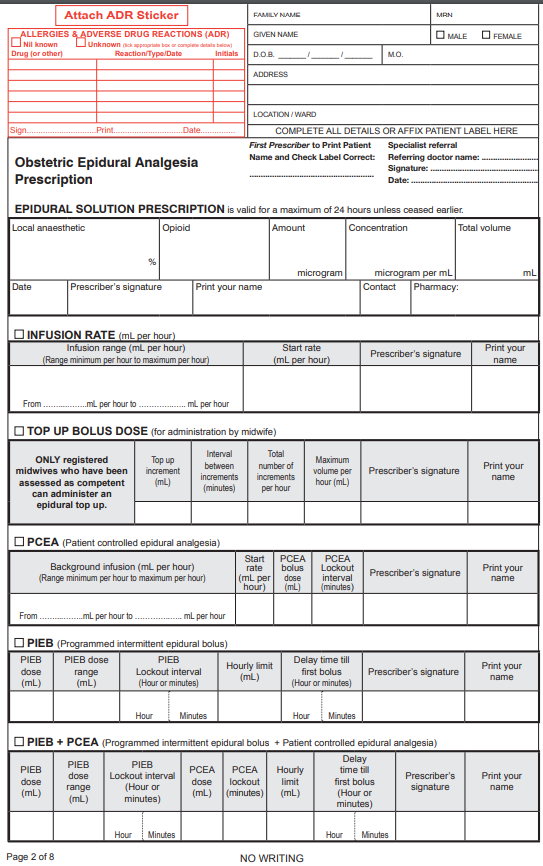 Attach ADR Sticker
ALLERGIES & ADVERSE DRUG REACTIONS (ADR)
Nil known Unknown (tick appropriate box or complete details below)
Drug (or other) Reaction/Type/Date Initials
Sign.................... Print.................... Date............
FAMILY NAME MRN
GIVEN NAME MALE FEMALE
D.O.B. _______ / _______ / _______ M.O.
ADDRESS
LOCATION / WARD
COMPLETE ALL DETAILS OR AFFIX PATIENT LABEL HERE
Obstetric Epidural Analgesia
Prescription
First Prescriber to Print Patient
Name and Check Label Correct:
..........................................
Specialist referral
Referring doctor name: ...................
Signature: .....................................
Date: .............................................
EPIDURAL SOLUTION PRESCRIPTION is valid for a maximum of 24 hours unless ceased earlier.
Local anaesthetic Opioid Amount Concentration Total volume
% microgram microgram per mL mL
Date Prescriber's signature Print your name Contact Pharmacy:
INFUSION RATE (mL per hour)
Infusion range (mL per hour)
(Range minimum per hour to maximum per hour)
Start rate
(mL per hour)
Prescriber's signature
Print your
name
From ................mL per hour to ................. mL per hour
TOP UP BOLUS DOSE (for administration by midwife)
ONLY registered
midwives who have been
assessed as competent
can administer an
epidural top up.
Top up
increment
(mL)
Interval
between
increments
(minutes)
Total
number of
increments
per hour
Maximum
volume per
hour (mL)
Prescriber's signature
Print your
name
PCEA (Patient controlled epidural analgesia)
Background infusion (mL per hour)
(Range minimum per hour to maximum per hour)
Start
rate
(mL per
hour)
PCEA
bolus
dose
(mL)
PCEA
Lockout
interval
(minutes)
Prescriber's signature
Print your
name
From ................mL per hour to ................. mL per hour
PIEB (Programmed intermittent epidural bolus)
PIEB
dose
(mL)
PIEB dose
range
(mL)
PIEB
Lockout interval
(Hour or minutes)
Hourly limit
(mL)
Delay time till
first bolus
(Hour or minutes)
Prescriber's signature
Print your
name
Hour Minutes Hour Minutes
PIEB + PCEA (Programmed intermittent epidural bolus + Patient controlled epidural analgesia)
PIEB
dose
(mL)
PIEB
dose
range
(mL)
PIEB
Lockout interval
(Hour or
minutes)
PCEA
dose
(mL)
PCEA
lockout
(minutes)
Hourly
limit
(mL)
Delay
time till
first bolus
(Hour or
minutes)
Prescriber's
signature
Print your
name
Hour Minutes Hour Minutes
Page 2 of 8 NO WRITING